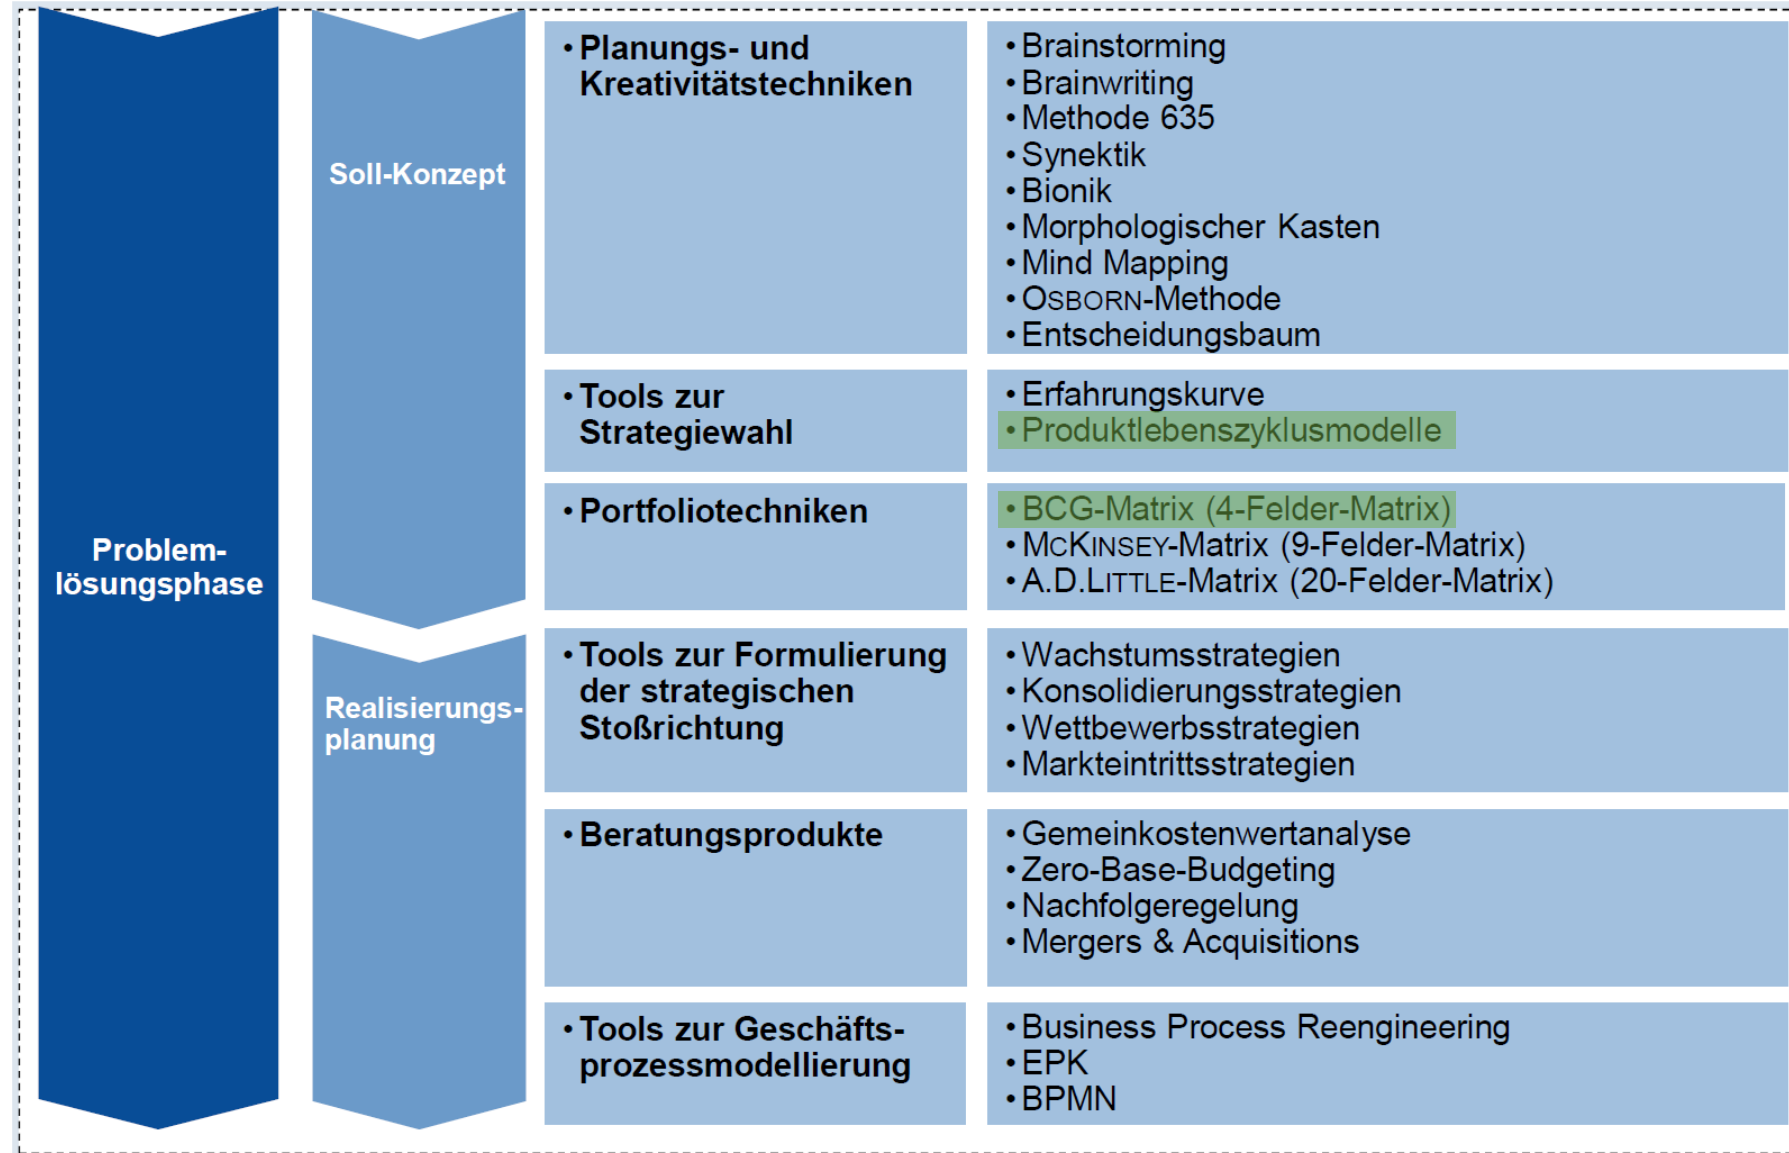 Problem-
lösungsphase
Soll-Konzept
• Planungs- und
Kreativitätstechniken
• Brainstorming
• Brainwriting
• Methode 635
• Synektik
• Bionik
• Morphologischer Kasten
• Mind Mapping
• OSBORN-Methode
• Entscheidungsbaum
• Tools zur
Strategiewahl
• Erfahrungskurve
• Produktlebenszyklusmodelle
• Portfoliotechniken
• BCG-Matrix (4-Felder-Matrix)
• MCKINSEY-Matrix (9-Felder-Matrix)
• A.D.LITTLE-Matrix (20-Felder-Matrix)
Realisierungs-
planung
• Tools zur Formulierung
der strategischen
Stoßrichtung
• Wachstumsstrategien
• Konsolidierungsstrategien
• Wettbewerbsstrategien
• Markteintrittsstrategien
• Beratungsprodukte
• Gemeinkostenwertanalyse
• Zero-Base-Budgeting
• Nachfolgeregelung
• Mergers & Acquisitions
• Tools zur Geschäfts-
prozessmodellierung
• Business Process Reengineering
• EPK
• BPMN